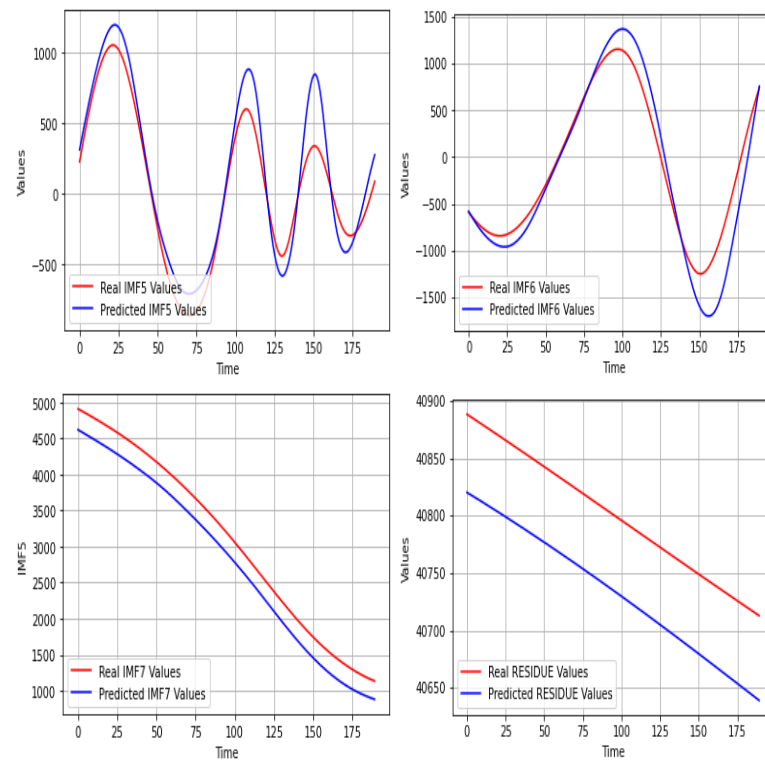 1000
500
0
−500
Values
Real IMF5 Values
Predicted IMF5 Values
0 25 50 75 100 125 150 175
Time
1500
1000
500
0
−500
−1000
−1500
Values
Real IMF6 Values
Predicted IMF6 Values
0 25 50 75 100 125 150 175
Time
5000
4500
4000
3500
3000
2500
2000
1500
1000
IMF5
Real IMF7 Values
Predicted IMF7 Values
0 25 50 75 100 125 150 175
Time
40900
40850
40800
40750
40700
40650
Values
Real RESIDUE Values
Predicted RESIDUE Values
0 25 50 75 100 125 150 175
Time